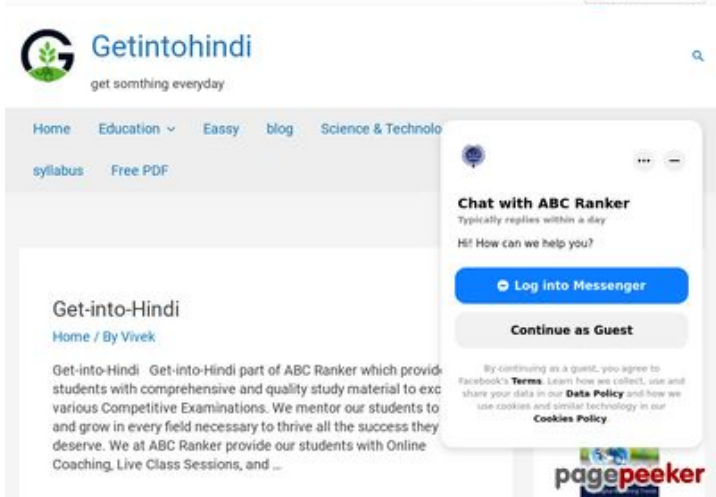 Getintohindi
get somthing everyday
Home Education Eassy blog Science & Technolo
syllabus Free PDF
Chat with ABC Ranker
Typically replies within a day
Hi! How can we help you?
Log into Messenger
Continue as Guest
By continuing as a guest, you agree to
Facebook's Terms. Learn how we collect, use and
share your data in our Data Policy and how we
use cookies and similar technology in our
Cookies Policy.
Get-into-Hindi
Home / By Vivek
Get-into-Hindi Get-into-Hindi part of ABC Ranker which provid
students with comprehensive and quality study material to exc
various Competitive Examinations. We mentor our students to
and grow in every field necessary to thrive all the success they
deserve. We at ABC Ranker provide our students with Online
Coaching, Live Class Sessions, and ...
pagepeeker